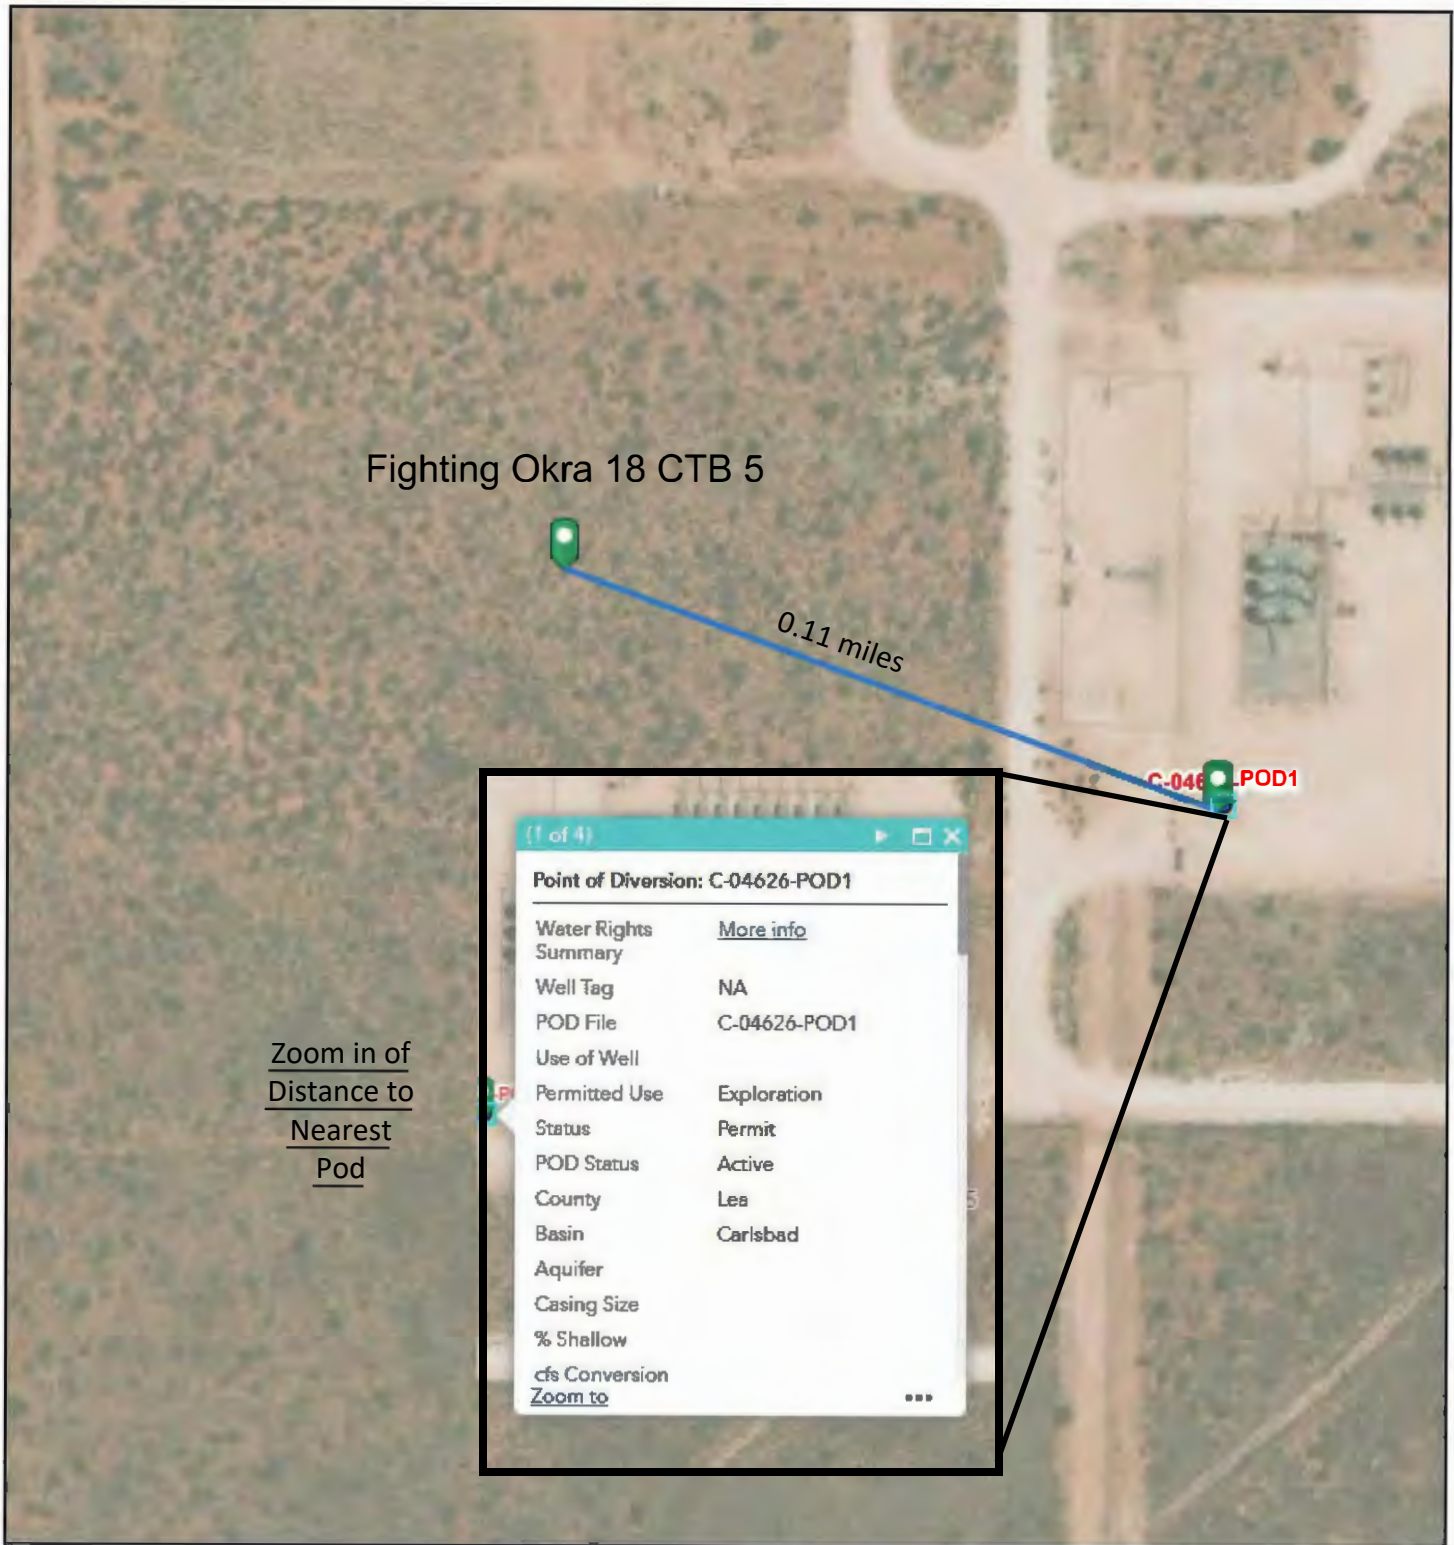 Fighting Okra 18 CTB 5
0.11 miles
C-046 -POD1
(1 of 4)
Point of Diversion: C-04626-POD1
Water Rights Summary More info
Well Tag NA
POD File C-04626-POD1
Use of Well
Permitted Use Exploration
Status Permit
POD Status Active
County Lea
Basin Carlsbad
Aquifer
Casing Size
% Shallow
cfs Conversion
Zoom to
Zoom in of
Distance to
Nearest
Pod